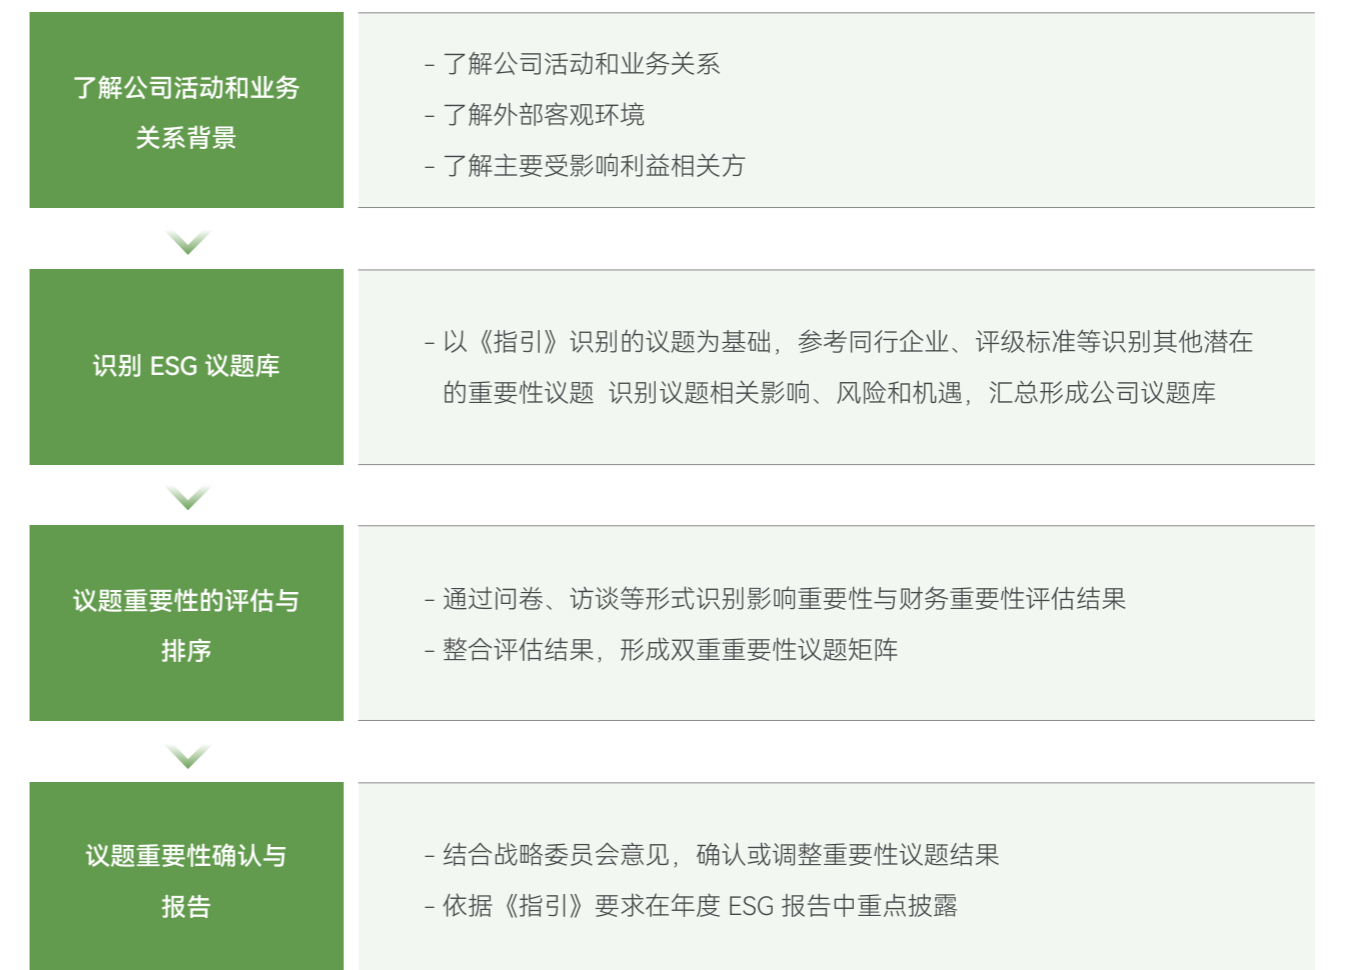 了解公司活动和业务
关系背景
– 了解公司活动和业务关系
– 了解外部客观环境
– 了解主要受影响利益相关方
识别 ESG 议题库
– 以《指引》识别的议题为基础，参考同行企业、评级标准等识别其他潜在
的重要性议题 识别议题相关影响、风险和机遇，汇总形成公司议题库
议题重要性的评估与
排序
– 通过问卷、访谈等形式识别影响重要性与财务重要性评估结果
– 整合评估结果，形成双重重要性议题矩阵
议题重要性确认与
报告
– 结合战略委员会意见，确认或调整重要性议题结果
– 依据《指引》要求在年度 ESG 报告中重点披露